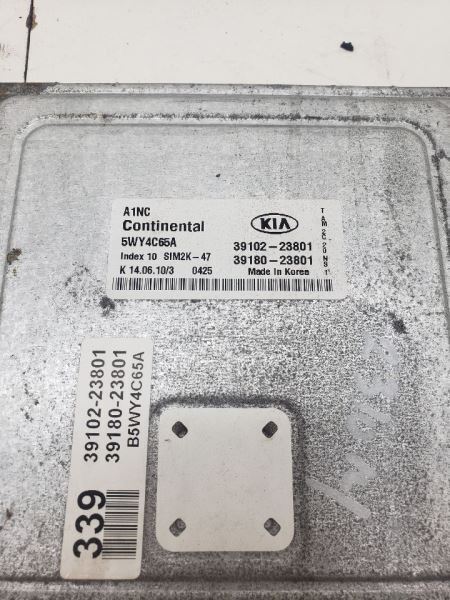 A1NC
Continental
5WY4C65A
Index 10 SIM2K-47
K 14.06.10/3 0425
KIA
39102-23801
39180-23801
Made in Korea
339
39102-23801
39180-23801
B5WY4C65A